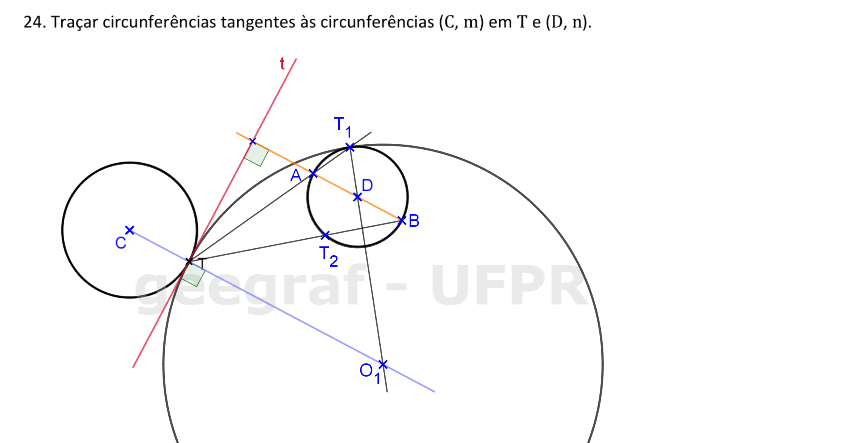 24. Traçar circunferências tangentes às circunferências (C, m) em T e (D, n).
t
T1
A
D
B
C
T2
T
geegraf - UFPR
O1